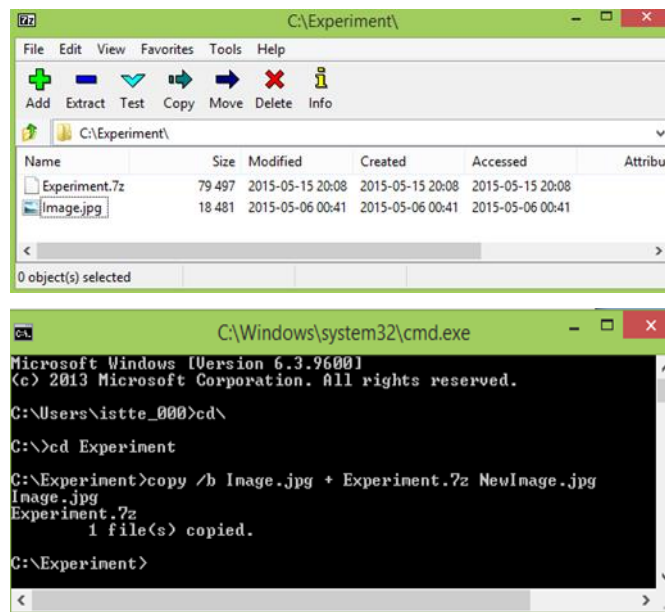 7z C:\Experiment\
File Edit View Favorites Tools Help
Add Extract Test Copy Move Delete Info
C:\Experiment\
Name Size Modified Created Accessed Attribu
Experiment.7z 79 497 2015-05-15 20:08 2015-05-15 20:08 2015-05-15 20:08
Image.jpg 18 481 2015-05-06 00:41 2015-05-06 00:41 2015-05-06 00:41
0 object(s) selected
C:\Windows\system32\cmd.exe
Microsoft Windows [Version 6.3.9600]
(c) 2013 Microsoft Corporation. All rights reserved.
C:\Users\istte_000>cd\
C:\>cd Experiment
C:\Experiment>copy /b Image.jpg + Experiment.7z NewImage.jpg
Image.jpg
Experiment.7z
1 file(s) copied.
C:\Experiment>